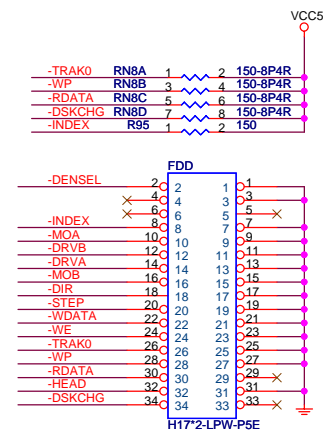 VCC5
-TRAK0 RN8A 1 2 150-8P4R
-WP RN8B 3 4 150-8P4R
-RDATA RN8C 5 6 150-8P4R
-DSKCHG RN8D 7 8 150-8P4R
-INDEX R95 1 2 150
FDD
-DENSEL 2 2 1 1
4 4 3 3
6 6 5 5
-INDEX 8 8 7 7
-MOA 10 10 9 9
-DRVB 12 12 11 11
-DRVA 14 14 13 13
-MOB 16 16 15 15
-DIR 18 18 17 17
-STEP 20 20 19 19
-WDATA 22 22 21 21
-WE 24 24 23 23
-TRAK0 26 26 25 25
-WP 28 28 27 27
-RDATA 30 30 29 29
-HEAD 32 32 31 31
-DSKCHG 34 34 33 33
H17*2-LPW-P5E